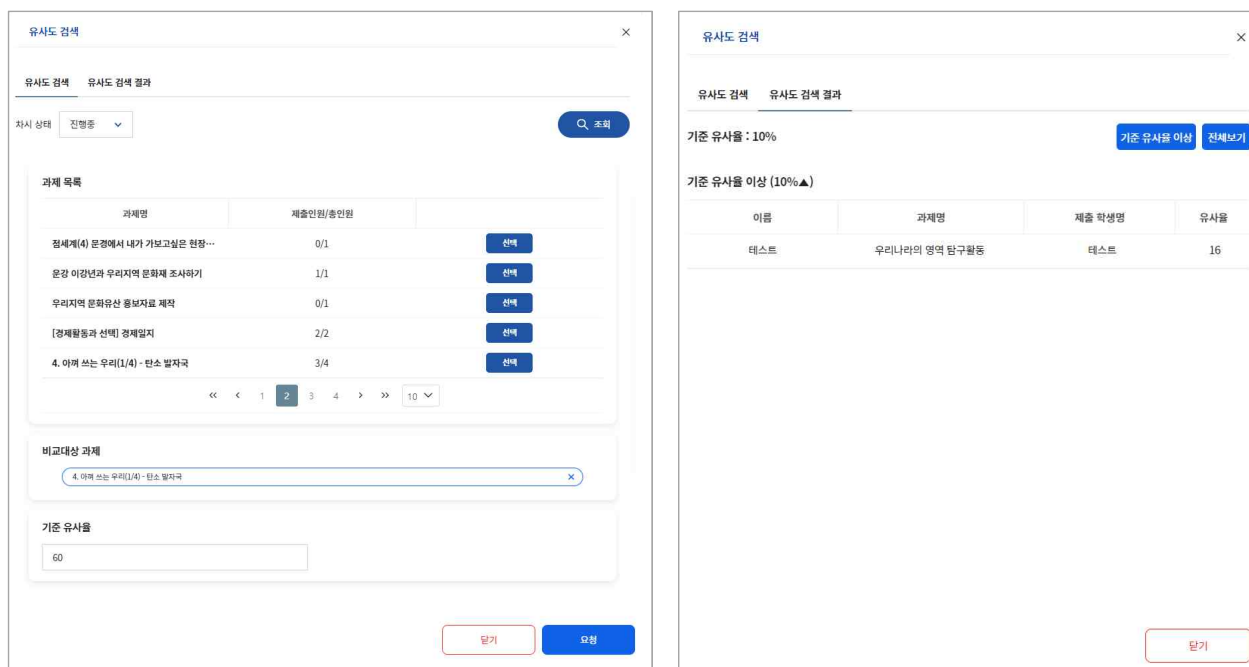 유사도 검색
유사도 검색 유사도 검색 결과
차시 상태 진행중 조회
과제 목록
과제명 제출인원/총인원
점세계(4) 문경에서 내가 가보고싶은 현장… 0/1 선택
운강 이강년과 우리지역 문화재 조사하기 1/1 선택
우리지역 문화유산 홍보자료 제작 0/1 선택
[경제활동과 선택] 경제일지 2/2 선택
4. 아껴 쓰는 우리(1/4) - 탄소 발자국 3/4 선택
1 2 3 4 10
비교대상 과제
4. 아껴 쓰는 우리(1/4) - 탄소 발자국
기준 유사율
60
닫기 요청
유사도 검색
유사도 검색 유사도 검색 결과
기준 유사율 : 10% 기준 유사율 이상 전체보기
기준 유사율 이상 (10%▲)
이름 과제명 제출 학생명 유사율
테스트 우리나라의 영역 탐구활동 테스트 16
닫기